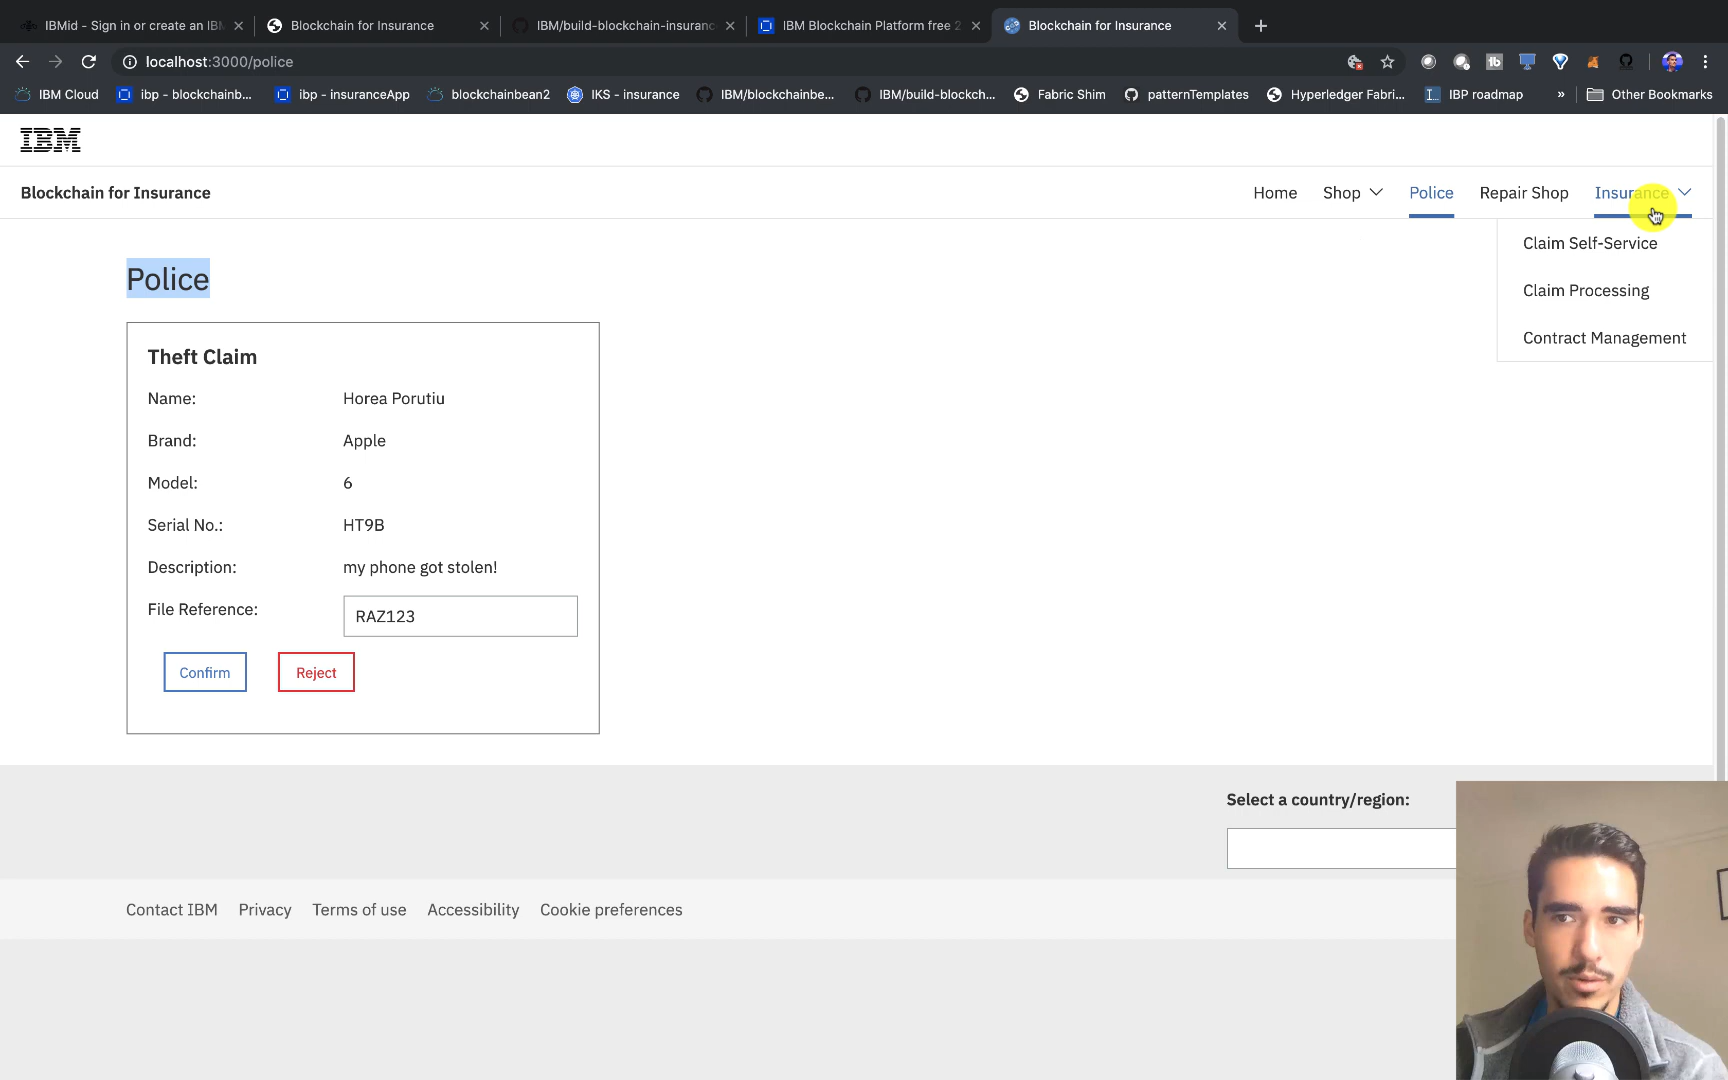 IBMid - Sign in or create an IBM
Blockchain for Insurance
IBM/build-blockchain-insuranc
IBM Blockchain Platform free 2
Blockchain for Insurance
localhost:3000/police
IBM Cloud
ibp - blockchainb...
ibp - insuranceApp
blockchainbean2
IKS - insurance
IBM/blockchainbe...
IBM/build-blockch...
Fabric Shim
patternTemplates
Hyperledger Fabri...
IBP roadmap
»
Other Bookmarks
IBM
Blockchain for Insurance
Home
Shop
Police
Repair Shop
Insurance
Claim Self-Service
Claim Processing
Contract Management
Police
Theft Claim
Name: Horea Porutiu
Brand: Apple
Model: 6
Serial No.: HT9B
Description: my phone got stolen!
File Reference: RAZ123
Confirm Reject
Select a country/region:
Contact IBM Privacy Terms of use Accessibility Cookie preferences